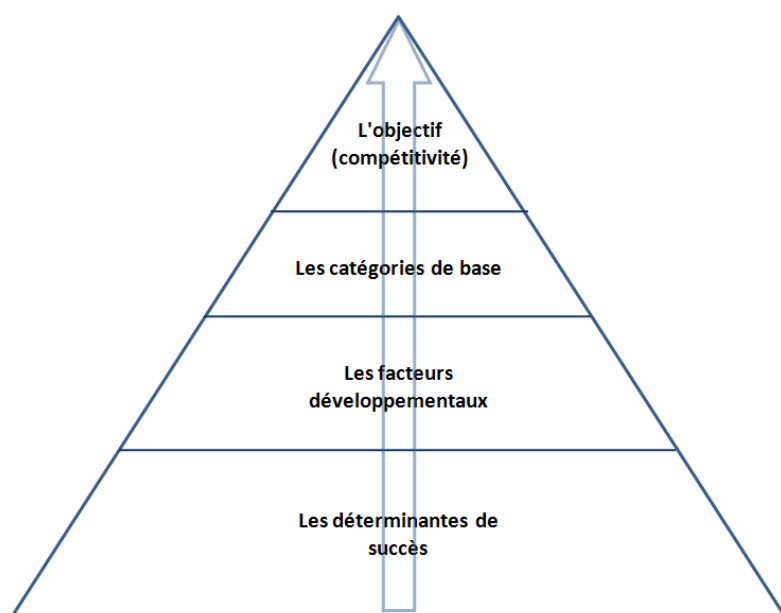 L'objectif
(compétitivité)
Les catégories de base
Les facteurs
développementaux
Les déterminantes de
succès